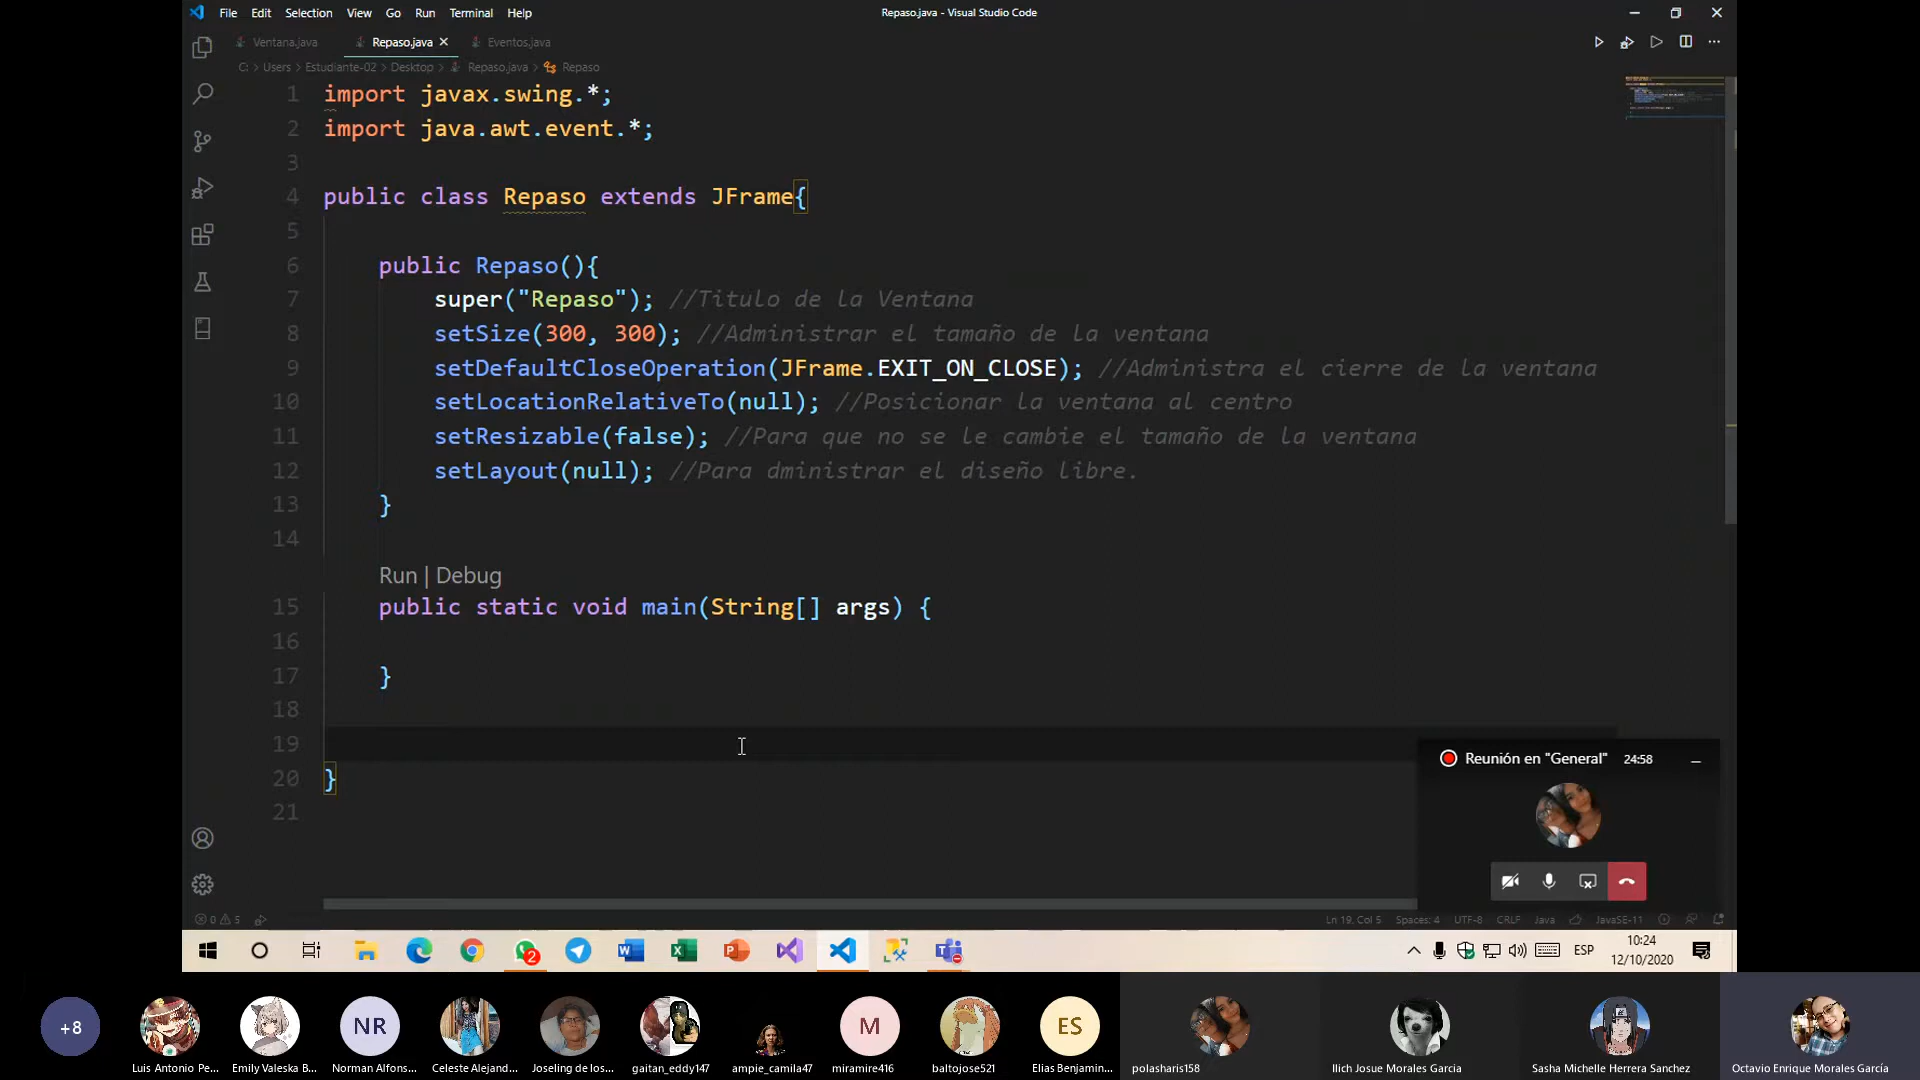 File Edit Selection View Go Run Terminal Help
Repaso.java - Visual Studio Code
Ventana.java Repaso.java Eventos.java
C: > Users > Estudiante-02 > Desktop > Repaso.java > Repaso
1 import javax.swing.*;
2 import java.awt.event.*;
3
4 public class Repaso extends JFrame{
5
6 public Repaso(){
7 super("Repaso"); //Titulo de la Ventana
8 setSize(300, 300); //Administrar el tamaño de la ventana
9 setDefaultCloseOperation(JFrame.EXIT_ON_CLOSE); //Administra el cierre de la ventana
10 setLocationRelativeTo(null); //Posicionar la ventana al centro
11 setResizable(false); //Para que no se le cambie el tamaño de la ventana
12 setLayout(null); //Para dministrar el diseño libre.
13 }
14
Run | Debug
15 public static void main(String[] args) {
16
17 }
18
19
20 }
21
Reunión en "General" 24:58
0 5
Ln 19, Col 5 Spaces: 4 UTF-8 CRLF Java JavaSE-11
2
ESP
10:24
12/10/2020
+8 NR M ES
Luis Antonio Pe... Emily Valeska B... Norman Alfons... Celeste Alejand... Joseling de los... gaitan_eddy147 ampie_camila47 miramire416 baltojose521 Elias Benjamin... polasharis158 Ilich Josue Morales Garcia Sasha Michelle Herrera Sanchez Octavio Enrique Morales García